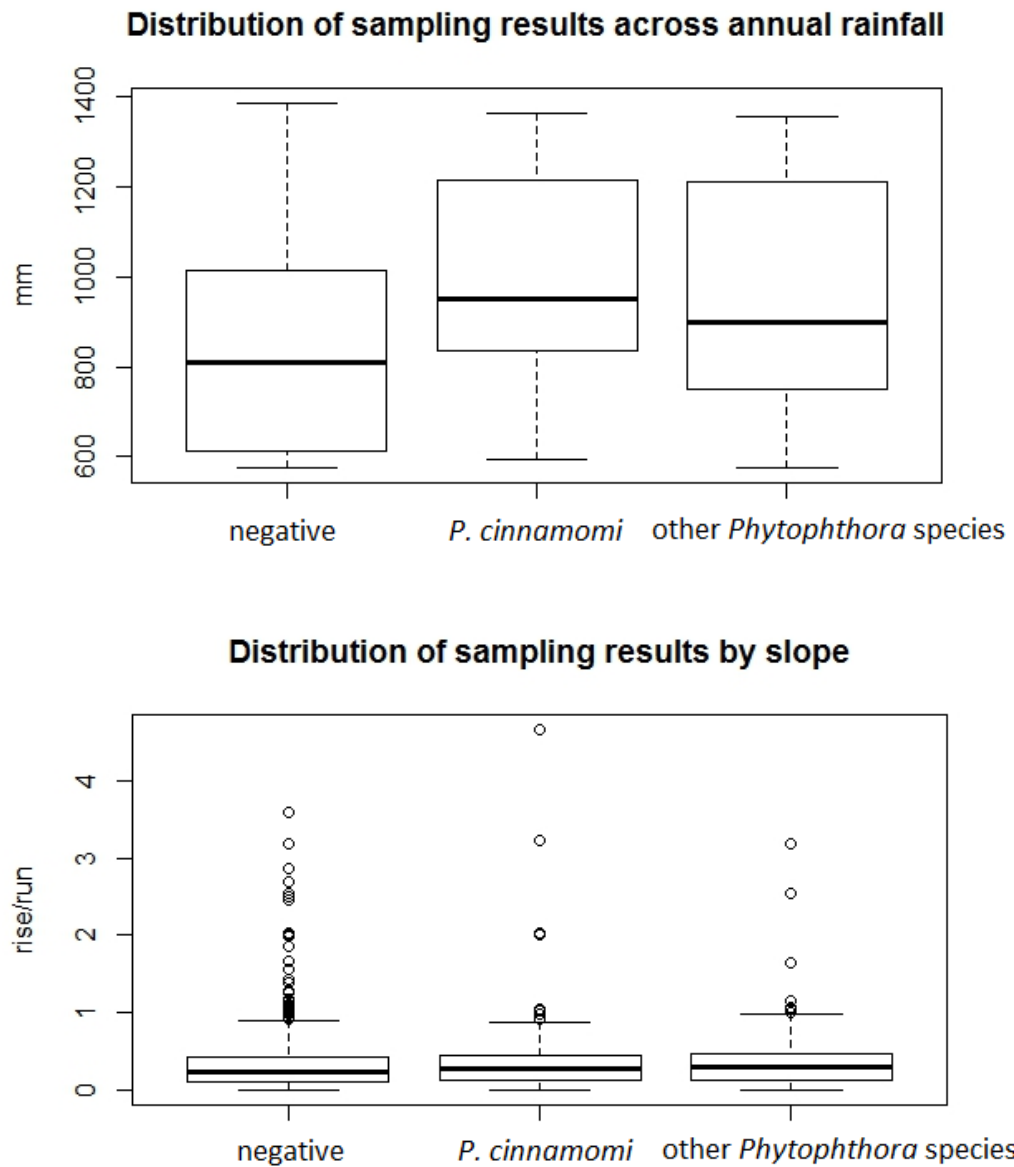 Distribution of sampling results across annual rainfall
1400
1200
1000
800
600
mm
negative
P. cinnamomi
other Phytophthora species
Distribution of sampling results by slope
4
3
2
1
0
rise/run
negative
P. cinnamomi
other Phytophthora species